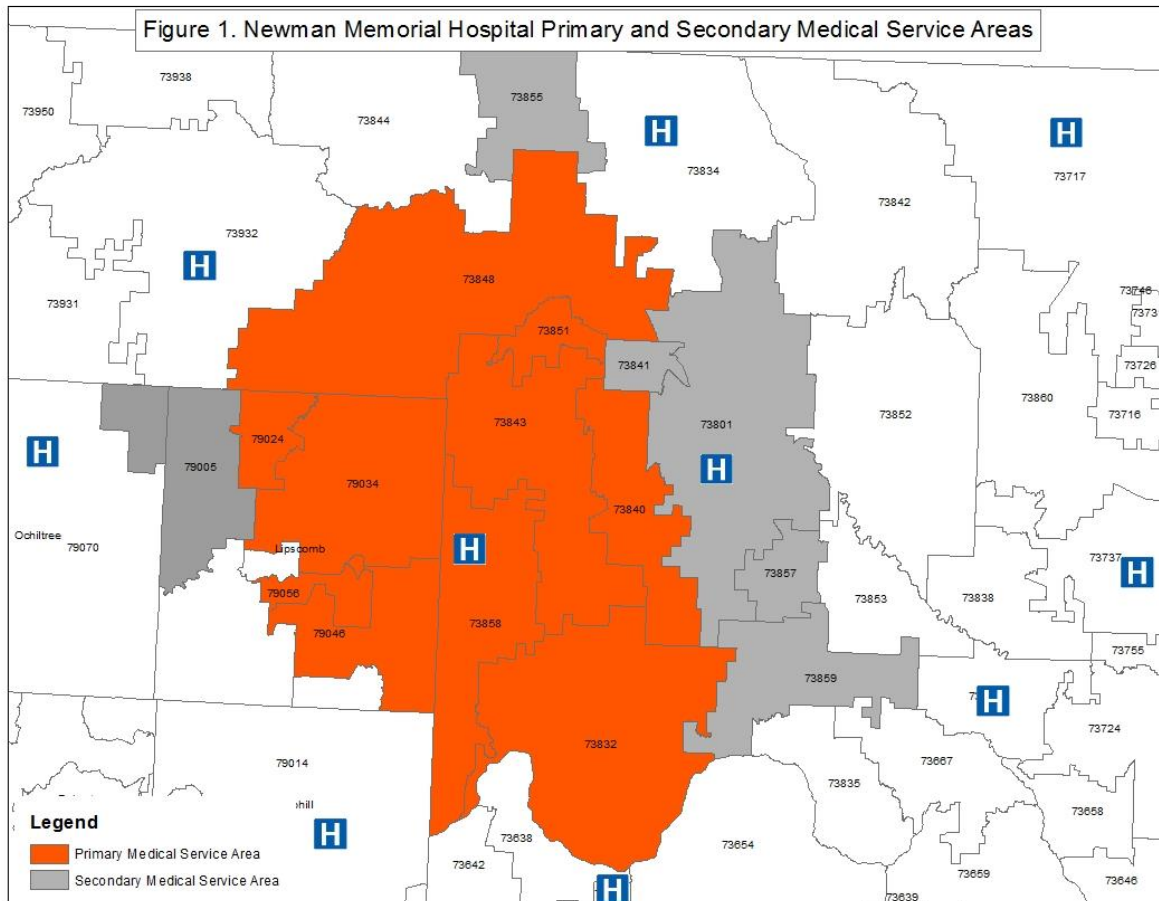 Figure 1. Newman Memorial Hospital Primary and Secondary Medical Service Areas
73938
73950
73855
73844
H
H
73834
73717
73842
73932
H
73848
73931
73746
73851
73726
73841
73860
73716
73843
73801
73852
79024
H
H
79005
79034
73840
Ochiltree
79070
H
Lipscomb
73737
73857
H
79056
73853
73838
73858
79046
73755
73859
H
73724
73832
79014
73667
73835
hill
73658
Legend
H
73638
73654
Primary Medical Service Area
73642
73659
73646
Secondary Medical Service Area
H
73639